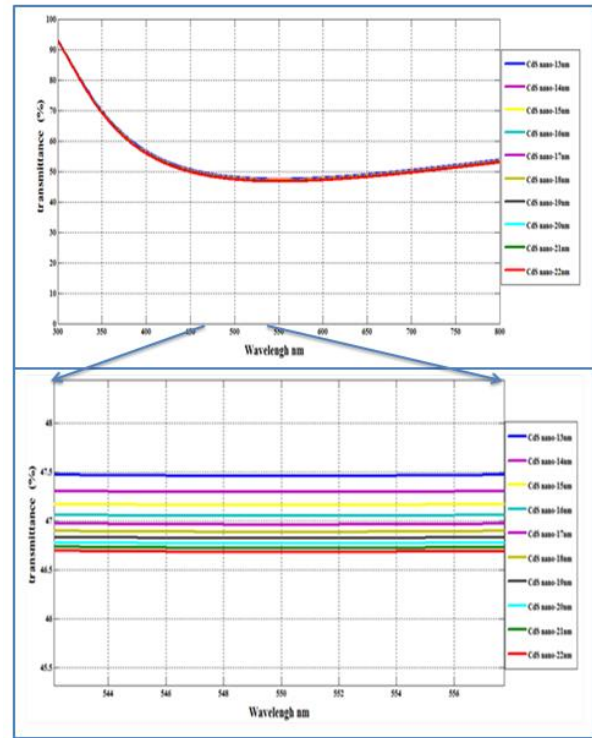 100
90
80
70
60
50
40
30
20
10
0
transmittance (%)
300 350 400 450 500 550 600 650 700 750 800
Wavelengh nm
CdS nano-13nm
CdS nano-14nm
CdS nano-15nm
CdS nano-16nm
CdS nano-17nm
CdS nano-18nm
CdS nano-19nm
CdS nano-20nm
CdS nano-21nm
CdS nano-22nm
48
47.5
47
46.5
46
45.5
transmittance (%)
544 546 548 550 552 554 556
Wavelengh nm
CdS nano-13nm
CdS nano-14nm
CdS nano-15nm
CdS nano-16nm
CdS nano-17nm
CdS nano-18nm
CdS nano-19nm
CdS nano-20nm
CdS nano-21nm
CdS nano-22nm